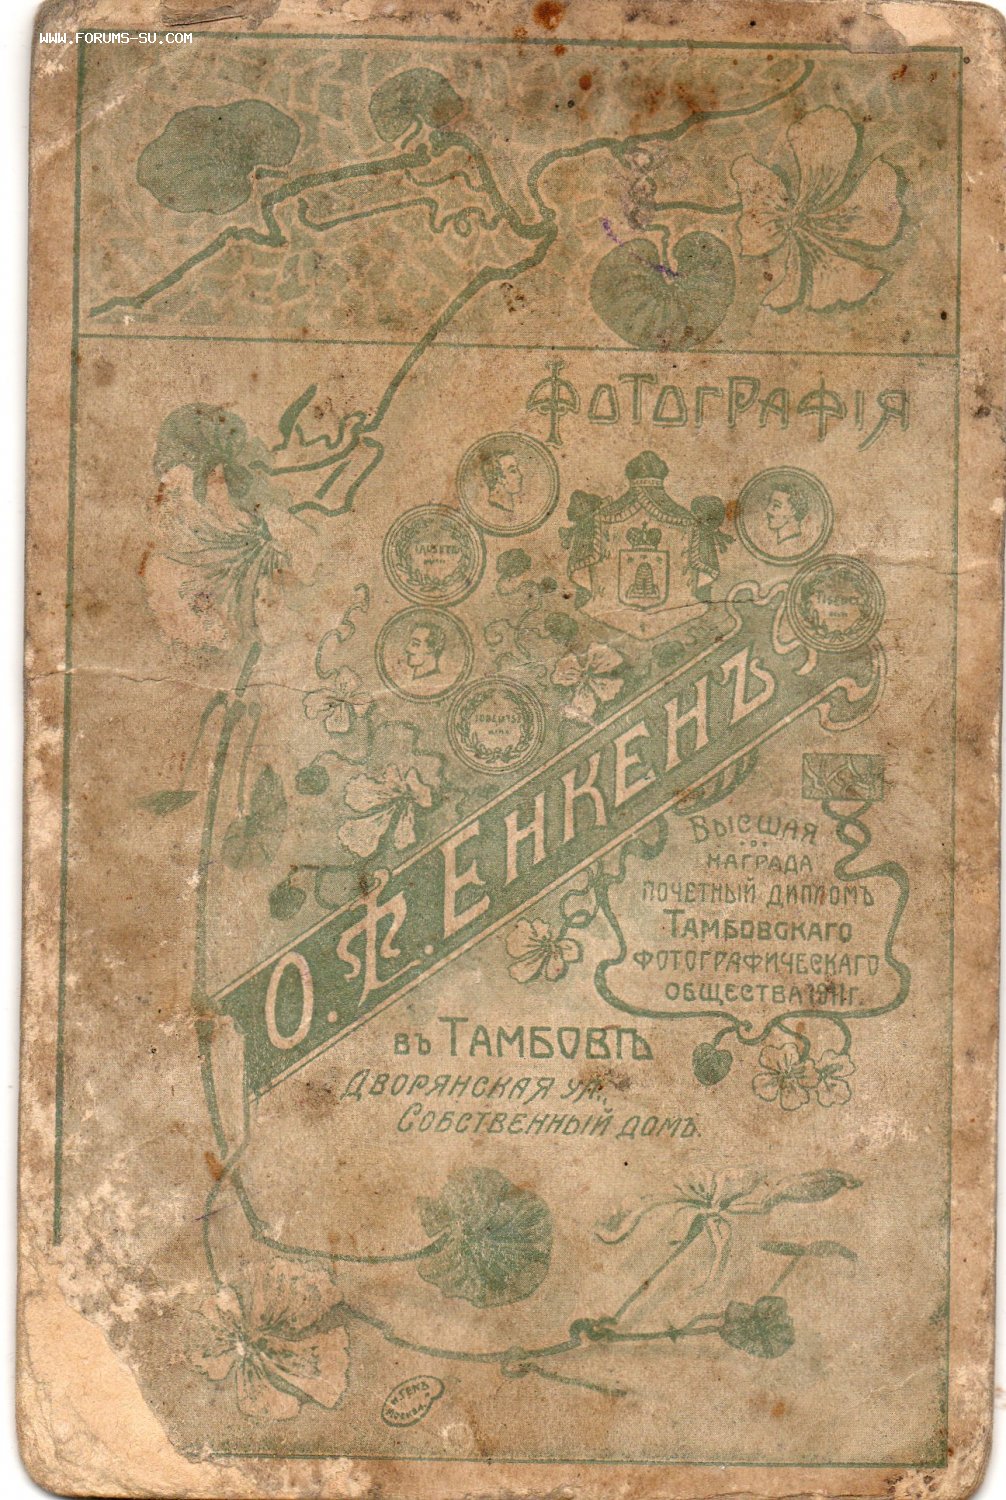 WWW.FORUMS-SU.COM
ФОТОГРАФІЯ
О. Ф. ЕНКЕНЪ
ВЫСШАЯ
НАГРАДА
ПОЧЕТНЫЙ ДИПЛОМЪ
ТАМБОВСКАГО
ФОТОГРАФИЧЕСКАГО
ОБЩЕСТВА 1911 г.
въ ТАМБОВѢ
ДВОРЯНСКАЯ УЛ.,
СОБСТВЕННЫЙ ДОМЪ.
МОСКВА